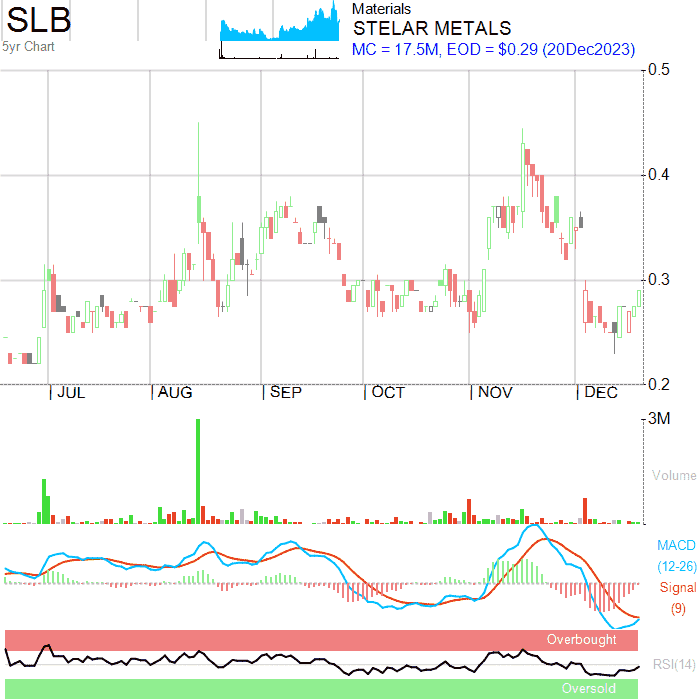 SLB
5yr Chart
Materials
STELAR METALS
MC = 17.5M, EOD = $0.29 (20Dec2023)
0.5
0.4
0.3
0.2
JUL AUG SEP OCT NOV DEC
3M
Volume
MACD
(12-26)
Signal
(9)
Overbought
RSI(14)
Oversold